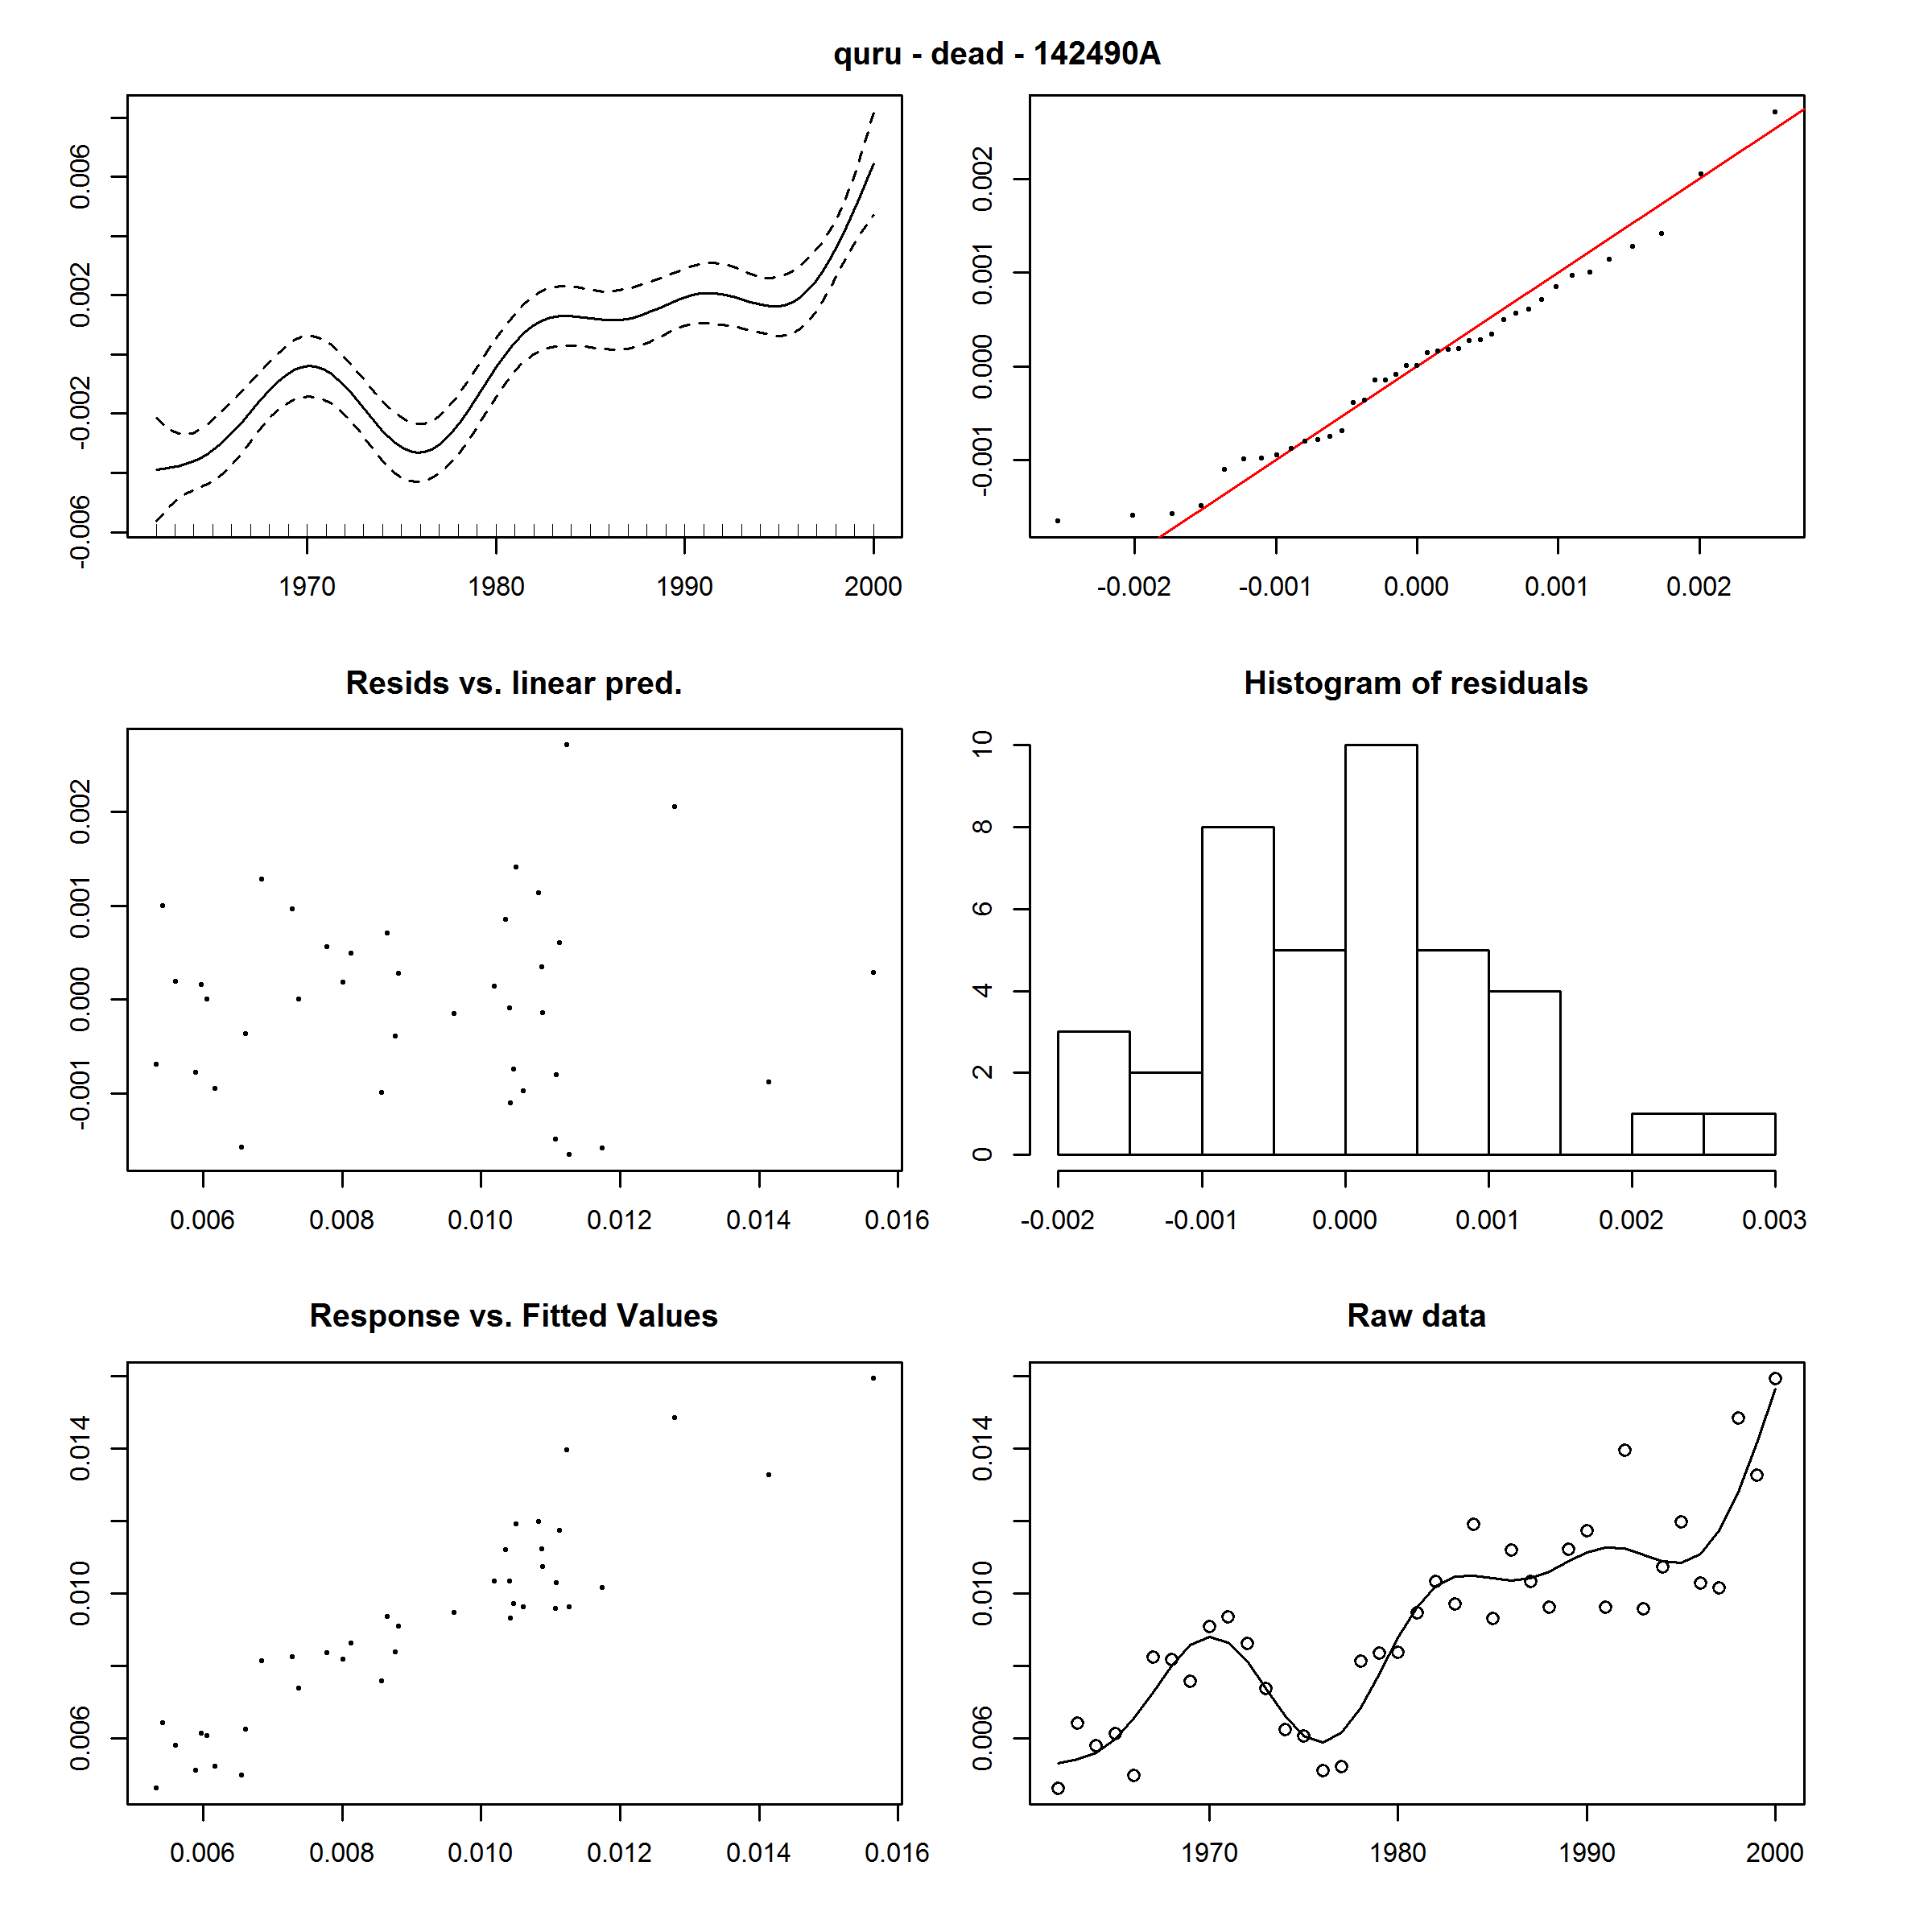 quru - dead - 142490A
0.006
0.002
-0.002
-0.006
1970 1980 1990 2000
0.002
0.001
0.000
-0.001
-0.002 -0.001 0.000 0.001 0.002
Resids vs. linear pred.
0.002
0.001
0.000
-0.001
0.006 0.008 0.010 0.012 0.014 0.016
Histogram of residuals
10
8
6
4
2
0
-0.002 -0.001 0.000 0.001 0.002 0.003
Response vs. Fitted Values
0.014
0.010
0.006
0.006 0.008 0.010 0.012 0.014 0.016
Raw data
0.014
0.010
0.006
1970 1980 1990 2000